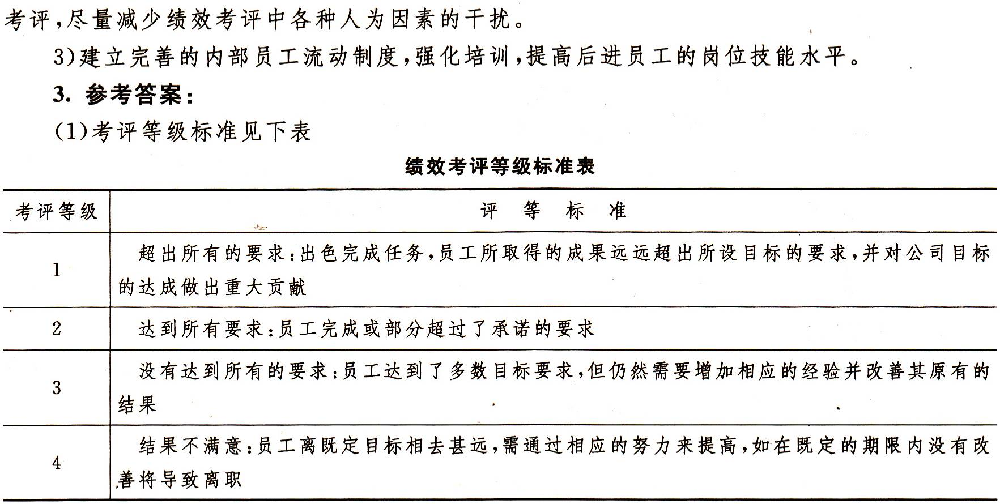 考评,尽量减少绩效考评中各种人为因素的干扰。
3)建立完善的内部员工流动制度,强化培训,提高后进员工的岗位技能水平。
3. 参考答案:
(1)考评等级标准见下表
绩效考评等级标准表
考评等级 评等标准
1 超出所有的要求:出色完成任务,员工所取得的成果远远超出所设目标的要求,并对公司目标
的达成做出重大贡献
2 达到所有要求:员工完成或部分超过了承诺的要求
3 没有达到所有的要求:员工达到了多数目标要求,但仍然需要增加相应的经验并改善其原有的
结果
4 结果不满意:员工离既定目标相去甚远,需通过相应的努力来提高,如在既定的期限内没有改
善将导致离职